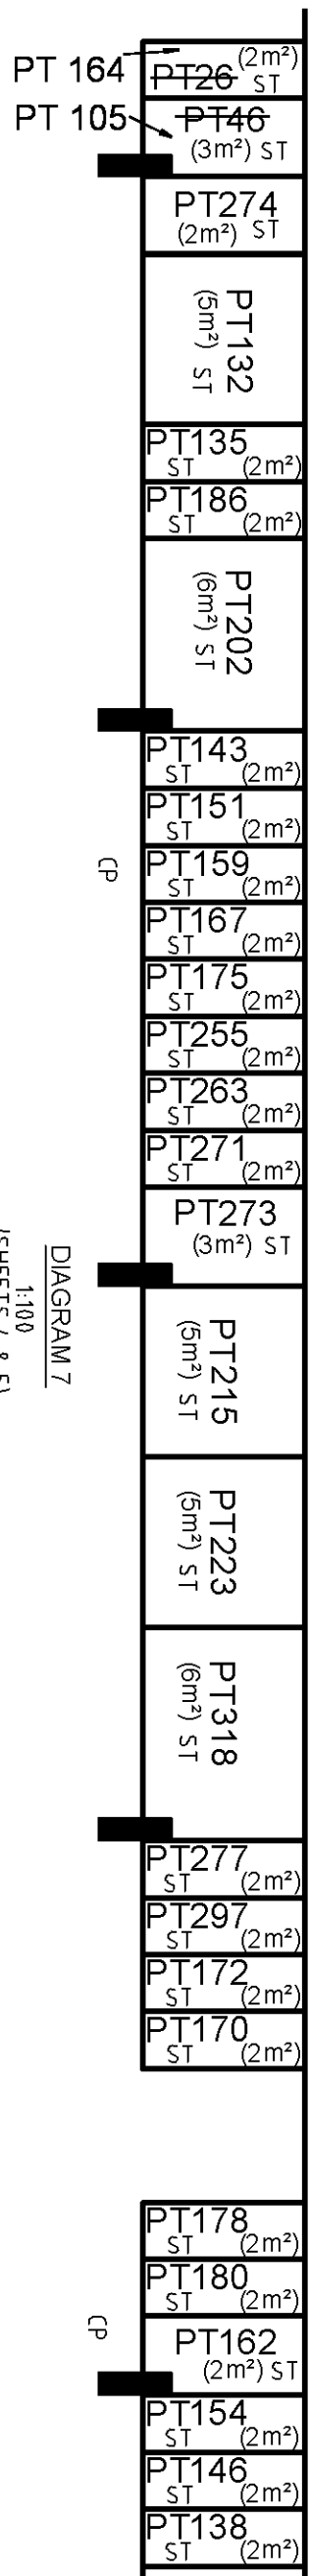 PT 164
PT26
(2m²)
ST
PT 105
PT46
(3m²) ST
PT274
(2m²) ST
PT132
(5m²) ST
PT135
ST (2m²)
PT186
ST (2m²)
PT202
(6m²) ST
PT143
ST (2m²)
PT151
ST (2m²)
CP
PT159
ST (2m²)
PT167
ST (2m²)
PT175
ST (2m²)
PT255
ST (2m²)
PT263
ST (2m²)
PT271
ST (2m²)
PT273
(3m²) ST
DIAGRAM 7
1:100
PT215
(5m²) ST
PT223
(5m²) ST
PT318
(6m²) ST
PT277
ST (2m²)
PT297
ST (2m²)
PT172
ST (2m²)
PT170
ST (2m²)
PT178
ST (2m²)
PT180
ST (2m²)
CP
PT162
(2m²) ST
PT154
ST (2m²)
PT146
ST (2m²)
PT138
ST (2m²)